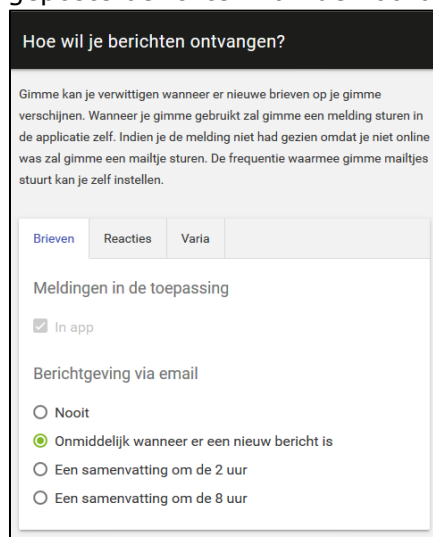 Hoe wil je berichten ontvangen?
Gimme kan je verwittigen wanneer er nieuwe brieven op je gimme
verschijnen. Wanneer je gimme gebruikt zal gimme een melding sturen in
de applicatie zelf. Indien je de melding niet had gezien omdat je niet online
was zal gimme een mailtje sturen. De frequentie waarmee gimme mailtjes
stuurt kan je zelf instellen.
Brieven Reacties Varia
Meldingen in de toepassing
In app
Berichtgeving via email
Nooit
Onmiddelijk wanneer er een nieuw bericht is
Een samenvatting om de 2 uur
Een samenvatting om de 8 uur